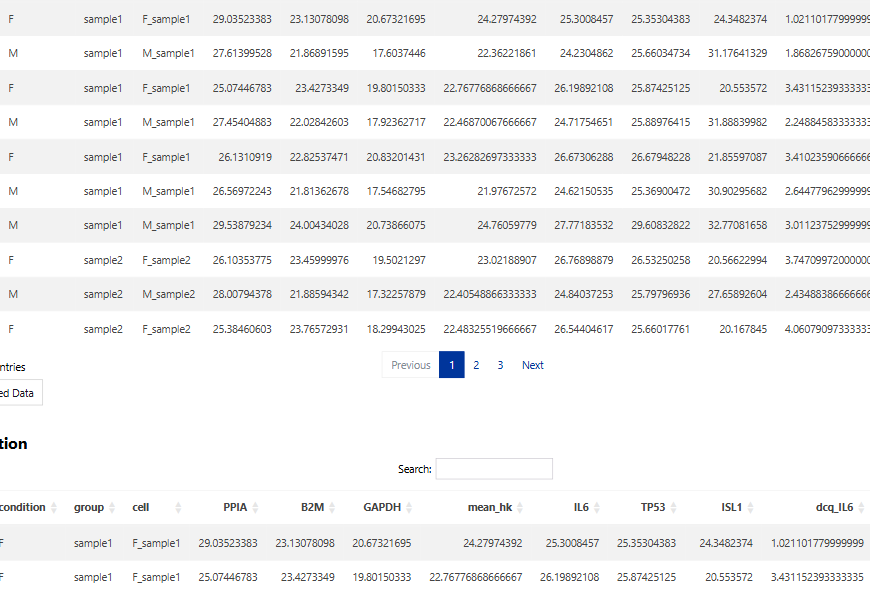 F sample1 F_sample1 29.03523383 23.13078098 20.67321695 24.27974392 25.3008457 25.35304383 24.3482374 1.0211017799999
M sample1 M_sample1 27.61399528 21.86891595 17.6037446 22.36221861 24.2304862 25.66034734 31.17641329 1.8682675900000
F sample1 F_sample1 25.07446783 23.4273349 19.80150333 22.76776868666667 26.19892108 25.87425125 20.553572 3.4311523933333
M sample1 M_sample1 27.45404883 22.02842603 17.92362717 22.46870067666667 24.71754651 25.88976415 31.88839982 2.2488458333333
F sample1 F_sample1 26.1310919 22.82537471 20.83201431 23.26282697333333 26.67306288 26.67948228 21.85597087 3.4102359066666
M sample1 M_sample1 26.56972243 21.81362678 17.54682795 21.97672572 24.62150535 25.36900472 30.90295682 2.6447796299999
M sample1 M_sample1 29.53879234 24.00434028 20.73866075 24.76059779 27.77183532 29.60832822 32.77081658 3.0112375299999
F sample2 F_sample2 26.10353775 23.45999976 19.5021297 23.02188907 26.76898879 26.53250258 20.56622994 3.7470997200000
M sample2 M_sample2 28.00794378 21.88594342 17.32257879 22.40548866333333 24.84037253 25.79796936 27.65892604 2.4348838666666
F sample2 F_sample2 25.38460603 23.76572931 18.29943025 22.48325519666667 26.54404617 25.66017761 20.167845 4.0607909733333
ntries Previous 1 2 3 Next
ed Data
tion
Search:
condition group cell PPIA B2M GAPDH mean_hk IL6 TP53 ISL1 dcq_IL6
F sample1 F_sample1 29.03523383 23.13078098 20.67321695 24.27974392 25.3008457 25.35304383 24.3482374 1.021101779999999
F sample1 F_sample1 25.07446783 23.4273349 19.80150333 22.76776868666667 26.19892108 25.87425125 20.553572 3.431152393333335